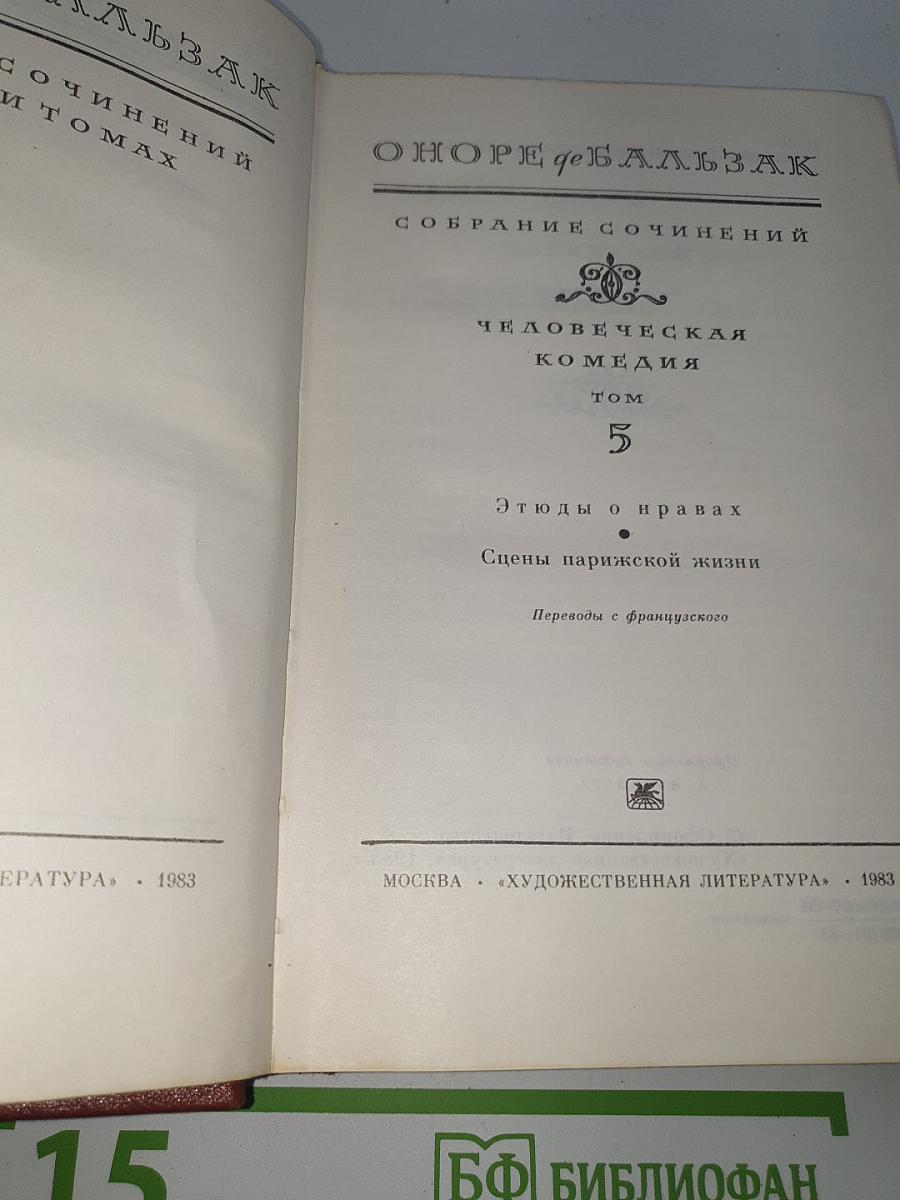 СОЧИНЕНИЙ
И ТОМАХ
ЕРАТУРА» · 1983
ОНОРЕ де БАЛЬЗАК
СОБРАНИЕ СОЧИНЕНИЙ
ЧЕЛОВЕЧЕСКАЯ
КОМЕДИЯ
ТОМ
5
Этюды о нравах
Сцены парижской жизни
Переводы с французского
МОСКВА · «ХУДОЖЕСТВЕННАЯ ЛИТЕРАТУРА» · 1983
15
БФ БИБЛИОФАН